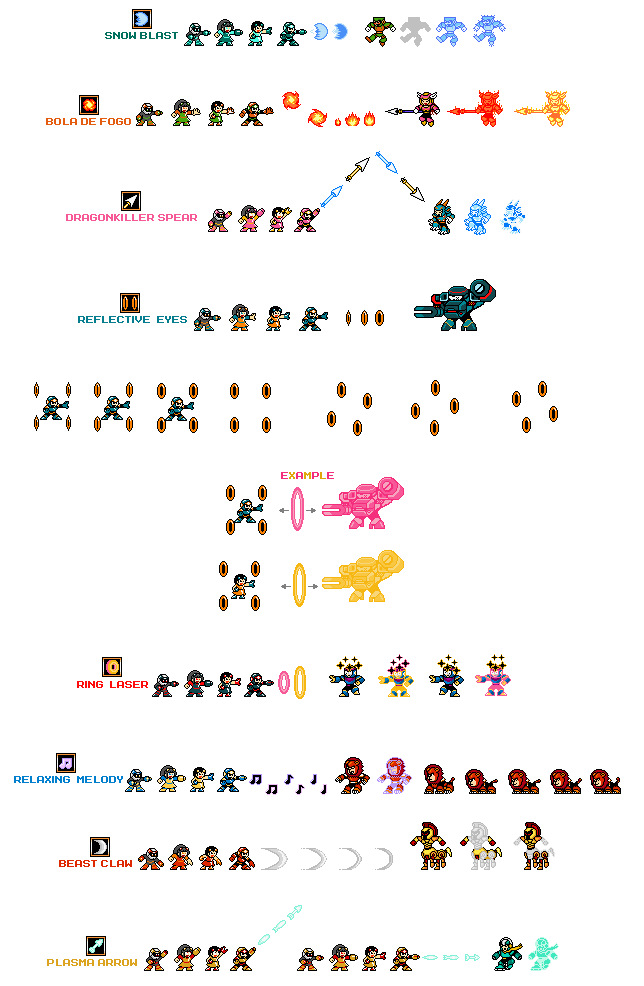 SNOW BLAST
BOLA DE FOGO
DRAGONKILLER SPEAR
REFLECTIVE EYES
EXAMPLE
RING LASER
RELAXING MELODY
BEAST CLAW
PLASMA ARROW